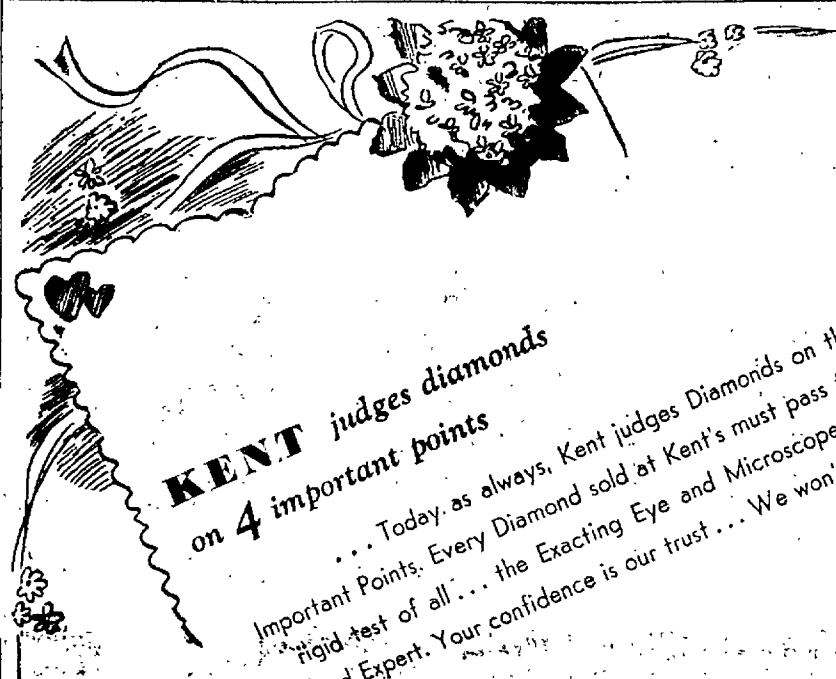 KENT judges diamonds
on 4 important points
... Today, as always, Kent judges Diamonds on
Important Points. Every Diamond sold at Kent's must pass
rigid test of all ... the Exacting Eye and Microscope
Expert. Your confidence is our trust ... We won'